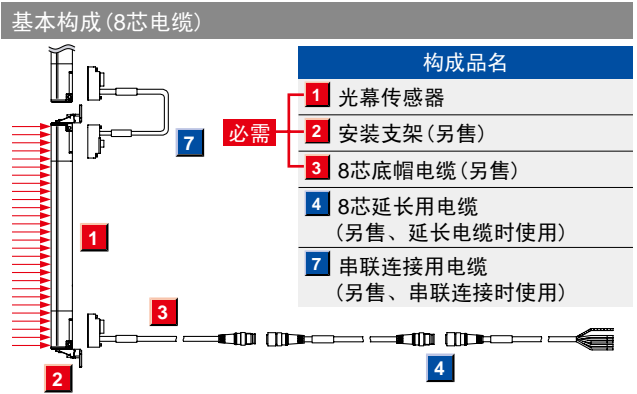 基本构成(8芯电缆)
构成品名
必需
1 光幕传感器
2 安装支架(另售)
3 8芯底帽电缆(另售)
4 8芯延长用电缆
(另售、延长电缆时使用)
7 串联连接用电缆
(另售、串联连接时使用)
7
1
3
4
2